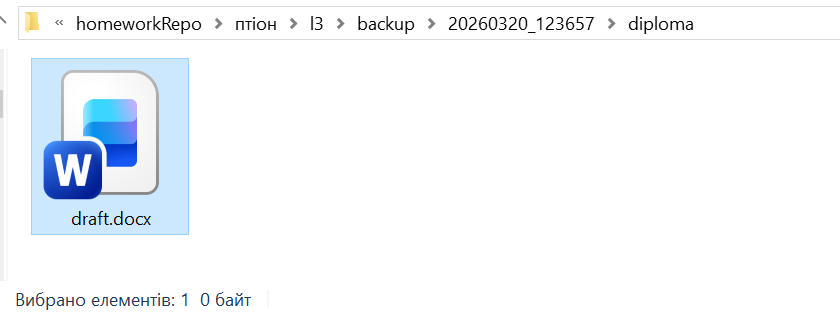 « homeworkRepo > птіон > l3 > backup > 20260320_123657 > diploma
W
draft.docx
Вибрано елементів: 1 0 байт